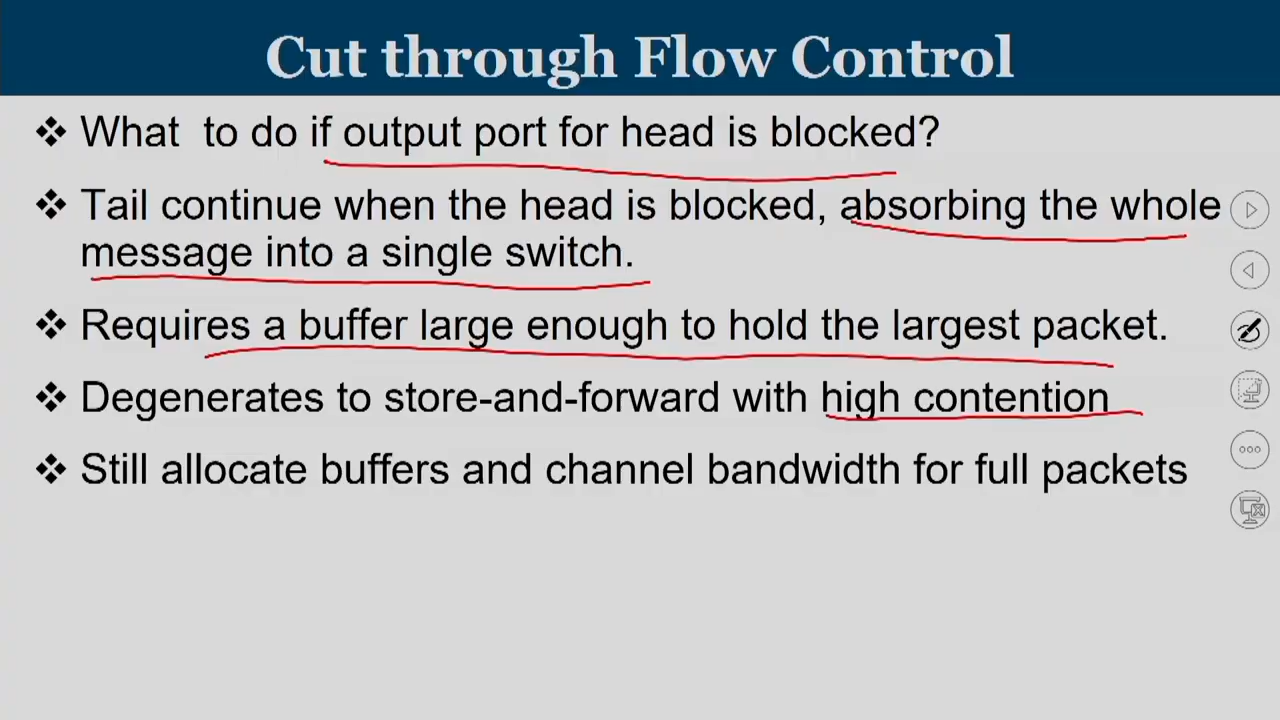 Cut through Flow Control
❖ What to do if output port for head is blocked?
❖ Tail continue when the head is blocked, absorbing the whole
message into a single switch.
❖ Requires a buffer large enough to hold the largest packet.
❖ Degenerates to store-and-forward with high contention
❖ Still allocate buffers and channel bandwidth for full packets